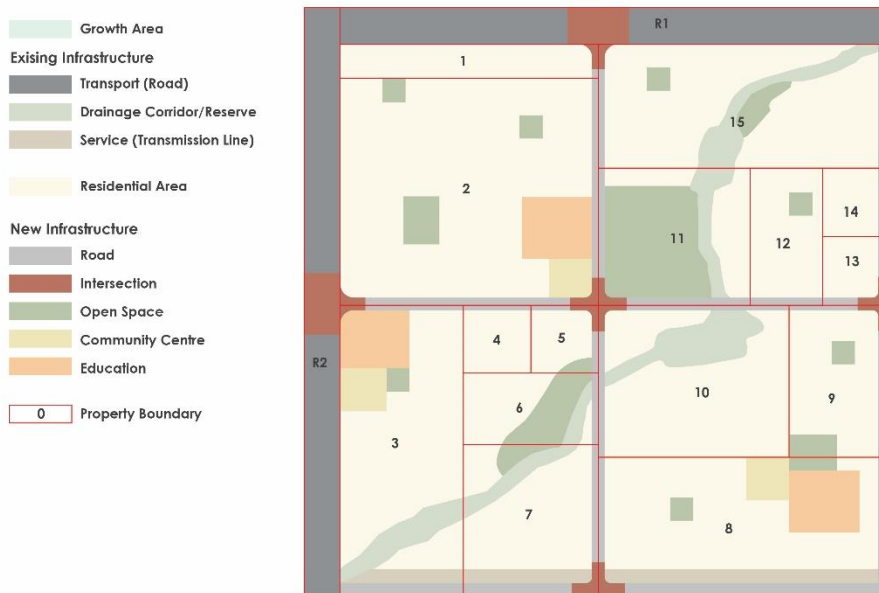 Growth Area
Exising Infrastructure
Transport (Road)
Drainage Corridor/Reserve
Service (Transmission Line)
Residential Area
New Infrastructure
Road
Intersection
Open Space
Community Centre
Education
0 Property Boundary
R1
1
15
2
14
11
12
13
4
5
R2
6
10
9
3
7
8